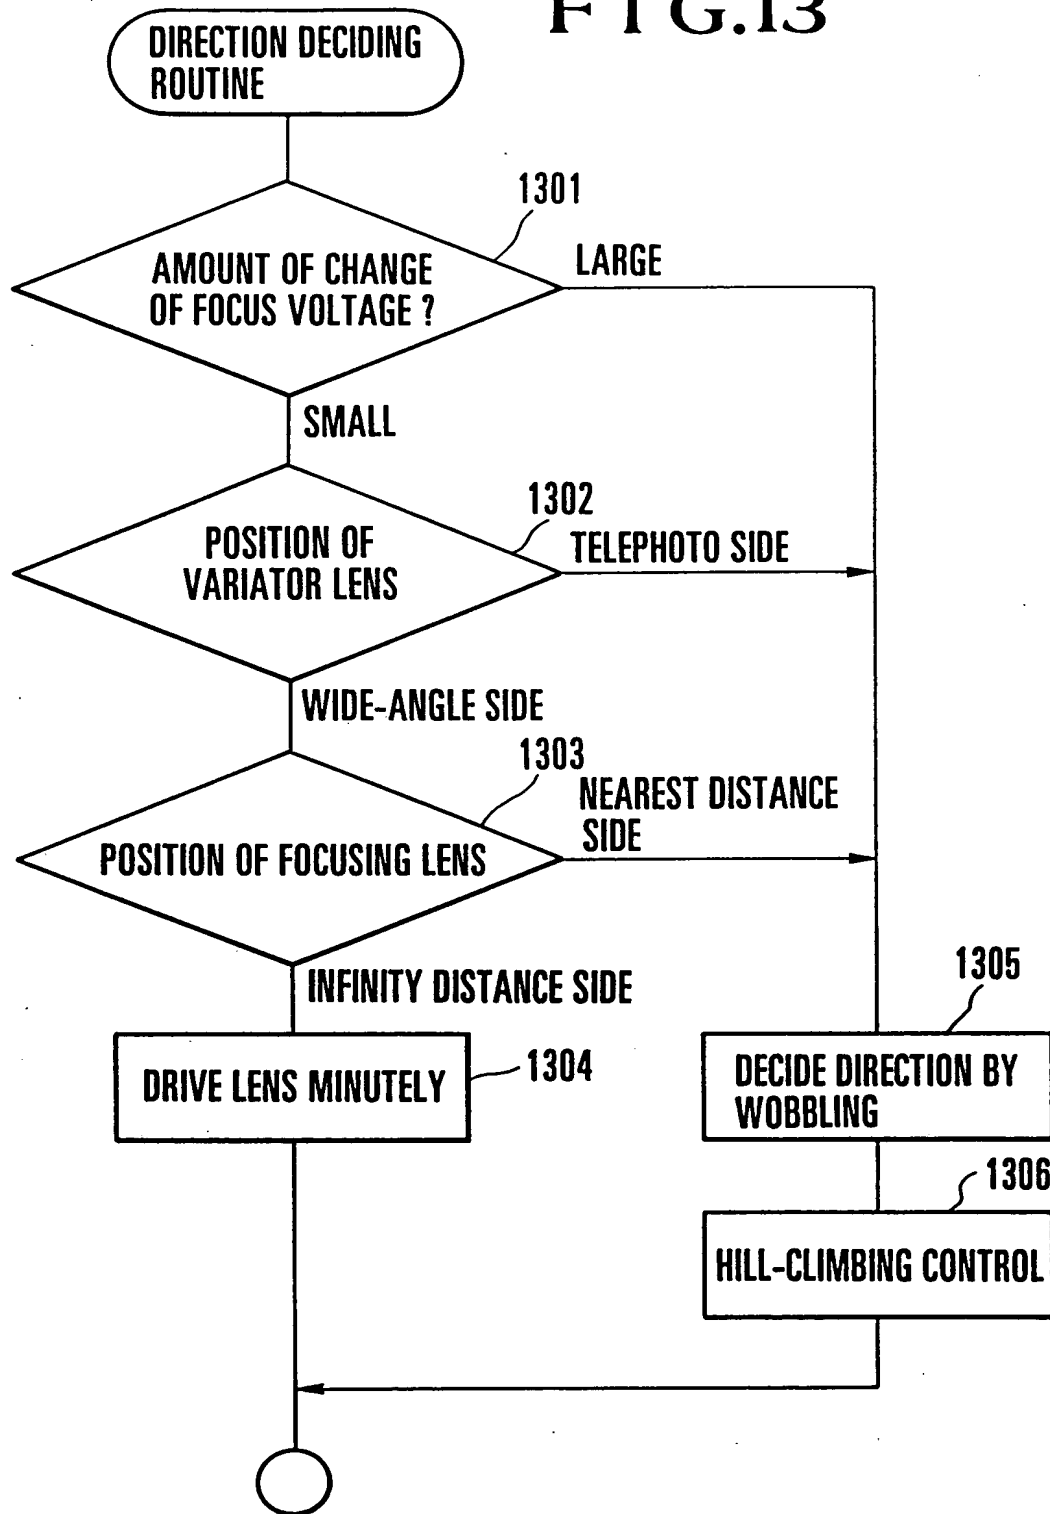 FIG.13
DIRECTION DECIDING
ROUTINE
1301
AMOUNT OF CHANGE
OF FOCUS VOLTAGE ?
LARGE
SMALL
1302
POSITION OF
VARIATOR LENS
TELEPHOTO SIDE
WIDE-ANGLE SIDE
1303
NEAREST DISTANCE
SIDE
POSITION OF FOCUSING LENS
INFINITY DISTANCE SIDE
1304
DRIVE LENS MINUTELY
1305
DECIDE DIRECTION BY
WOBBLING
1306
HILL-CLIMBING CONTROL